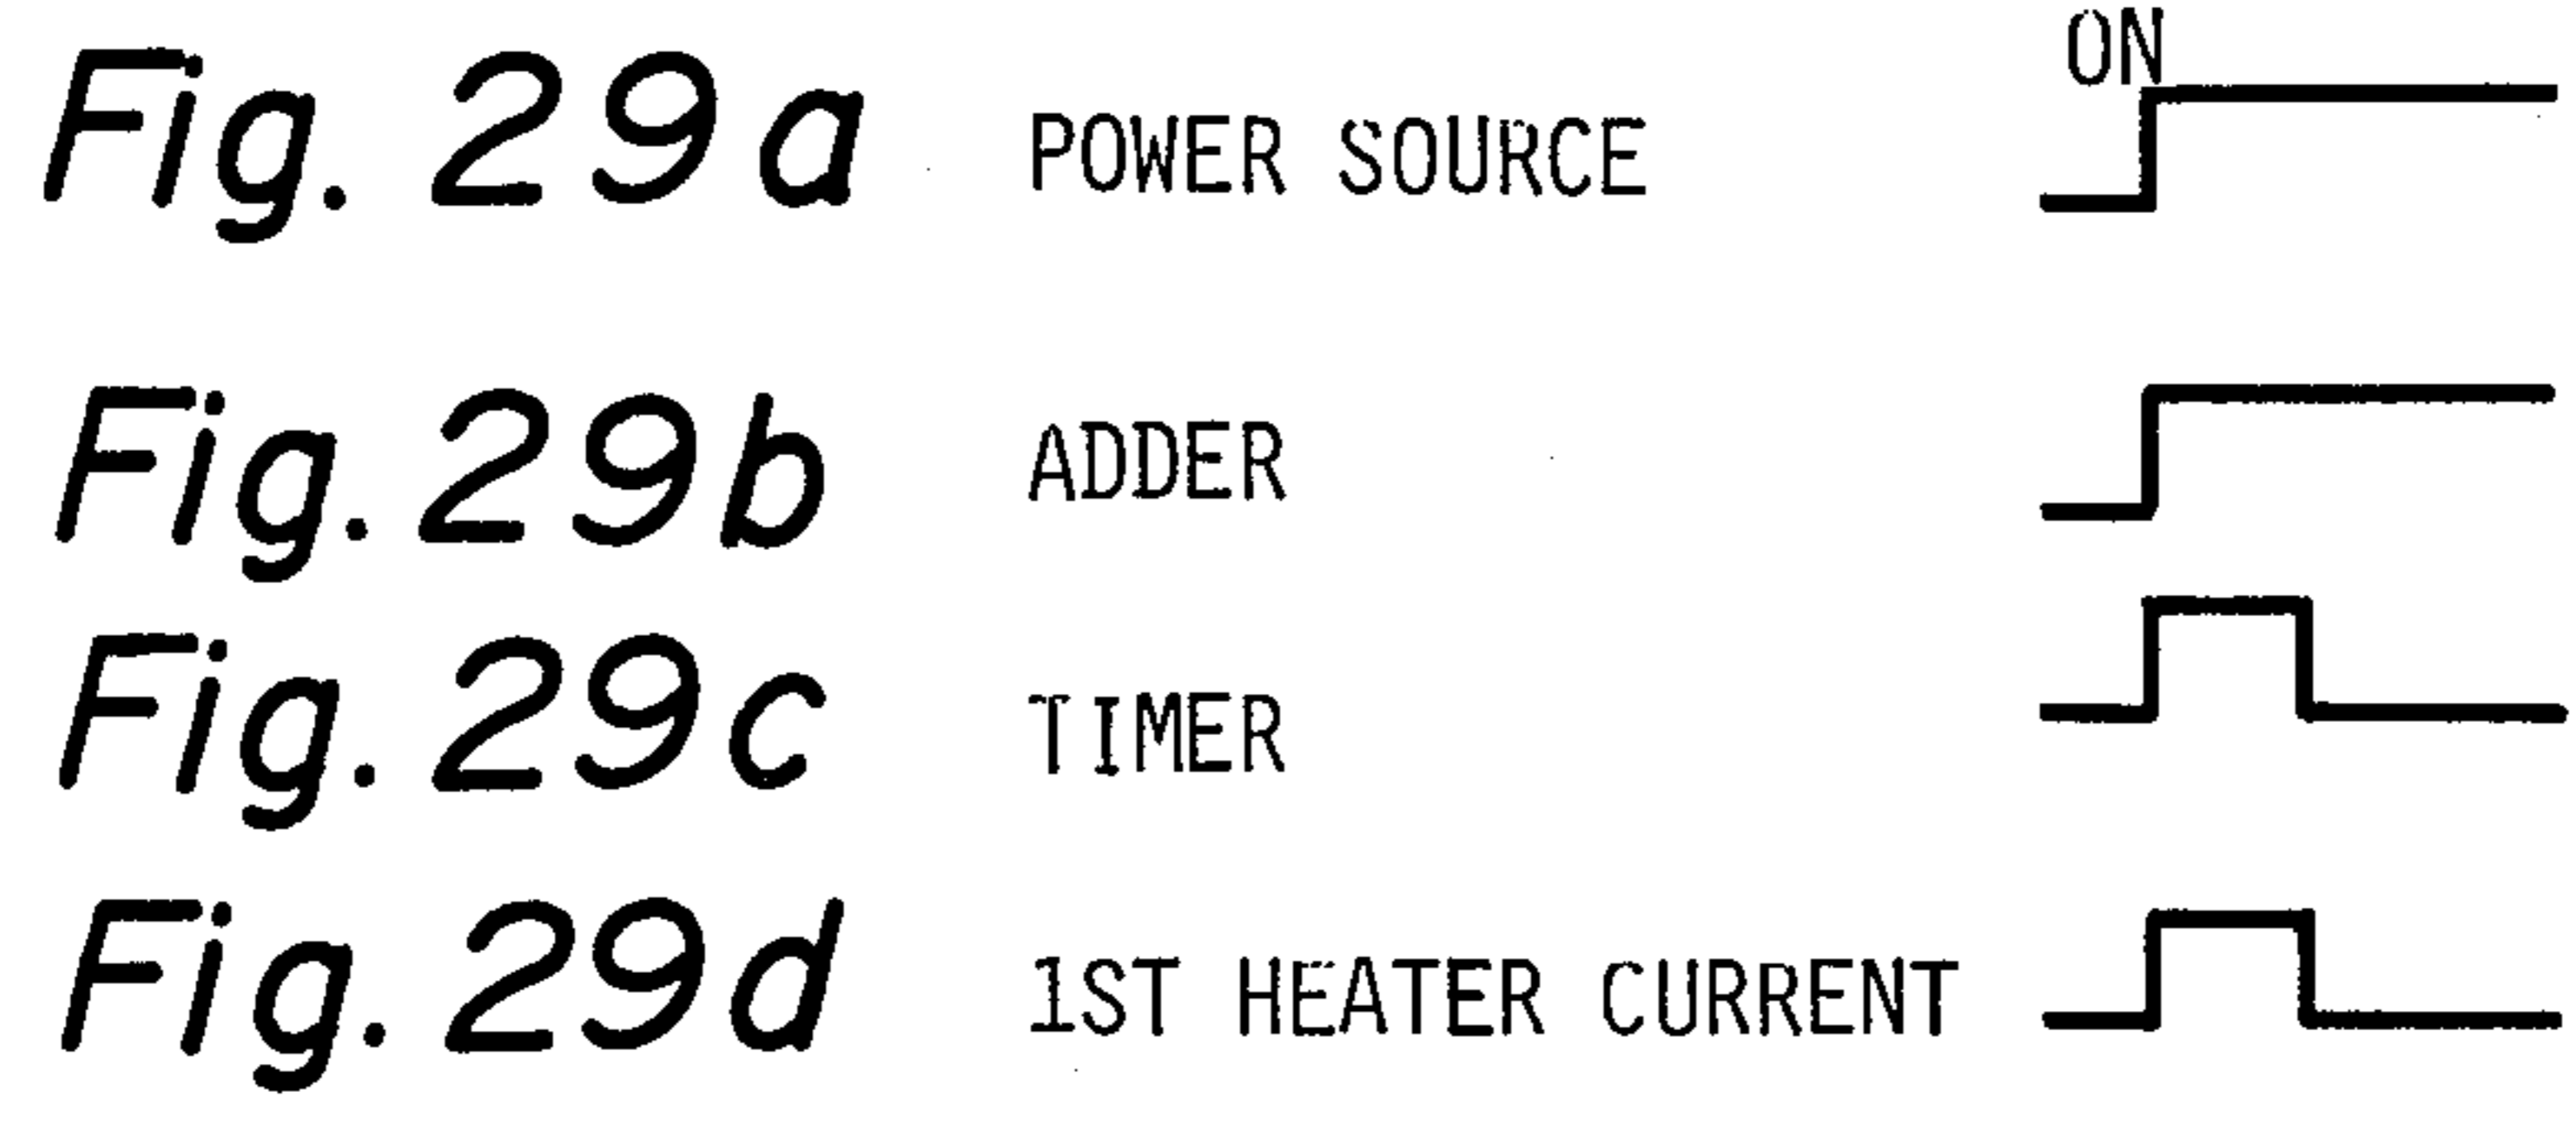 ON
Fig. 29a POWER SOURCE
Fig. 29b ADDER
Fig. 29c TIMER
Fig. 29d 1ST HEATER CURRENT